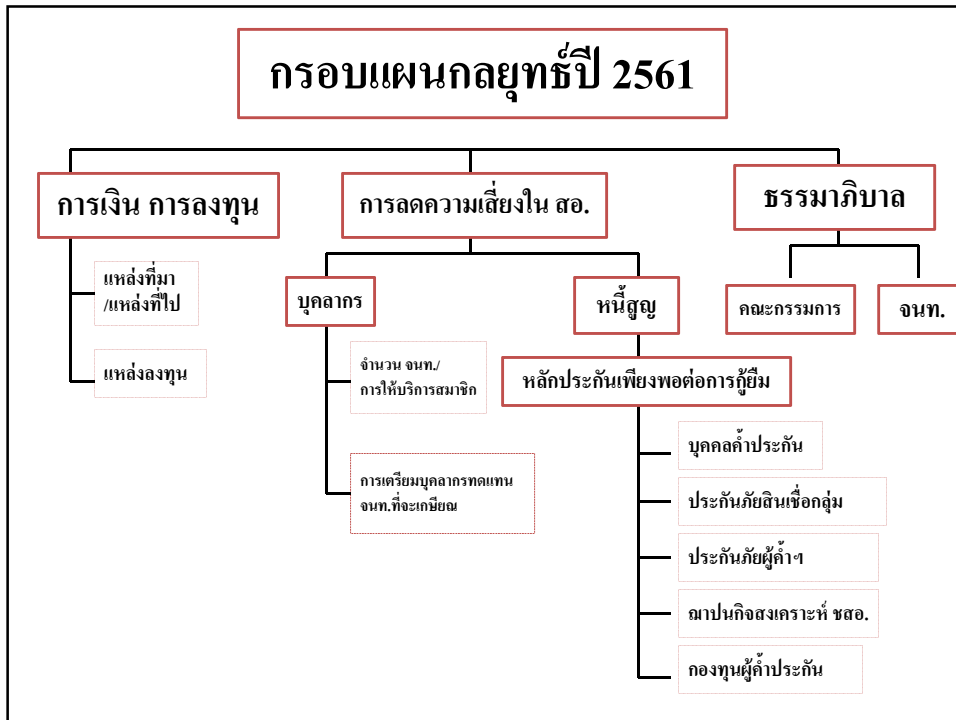 กรอบแผนกลยุทธ์ปี 2561
การเงิน การลงทุน
การลดความเสี่ยงใน สอ.
ธรรมาภิบาล
แหล่งที่มา
/แหล่งที่ไป
แหล่งลงทุน
บุคลากร
หนี้สูญ
คณะกรรมการ
จนท.
จำนวน จนท./
การให้บริการสมาชิก
การเตรียมบุคลากรทดแทน
จนท.ที่จะเกษียณ
หลักประกันเพียงพอต่อการกู้ยืม
บุคคลค้ำประกัน
ประกันภัยสินเชื่อกลุ่ม
ประกันภัยผู้ค้ำฯ
ฌาปนกิจสงเคราะห์ ชสอ.
กองทุนผู้ค้ำประกัน